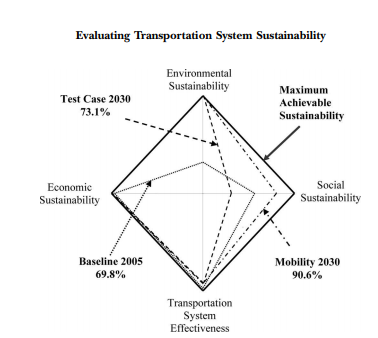 Evaluating Transportation System Sustainability
Environmental
Sustainability
Test Case 2030
73.1%
Maximum
Achievable
Sustainability
Economic
Sustainability
Social
Sustainability
Baseline 2005
69.8%
Mobility 2030
90.6%
Transportation
System
Effectiveness